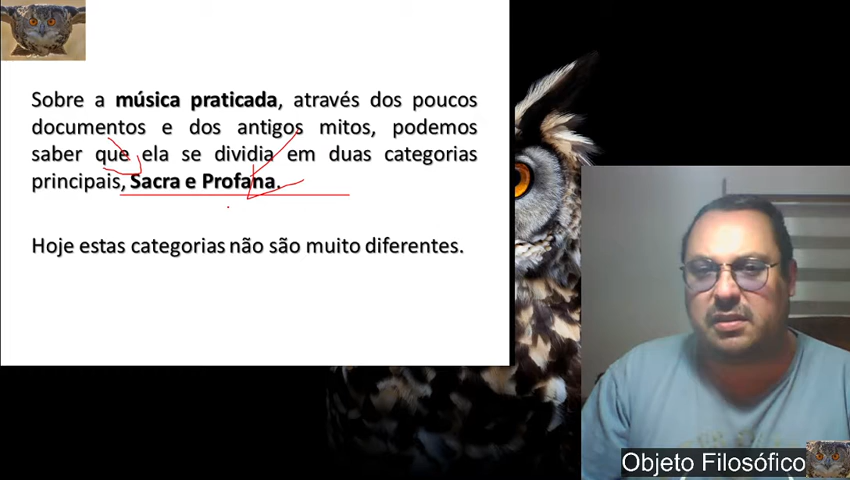 Sobre a música praticada, através dos poucos
documentos e dos antigos mitos, podemos
saber que ela se dividia em duas categorias
principais, Sacra e Profana.
Hoje estas categorias não são muito diferentes.
Objeto Filosófico